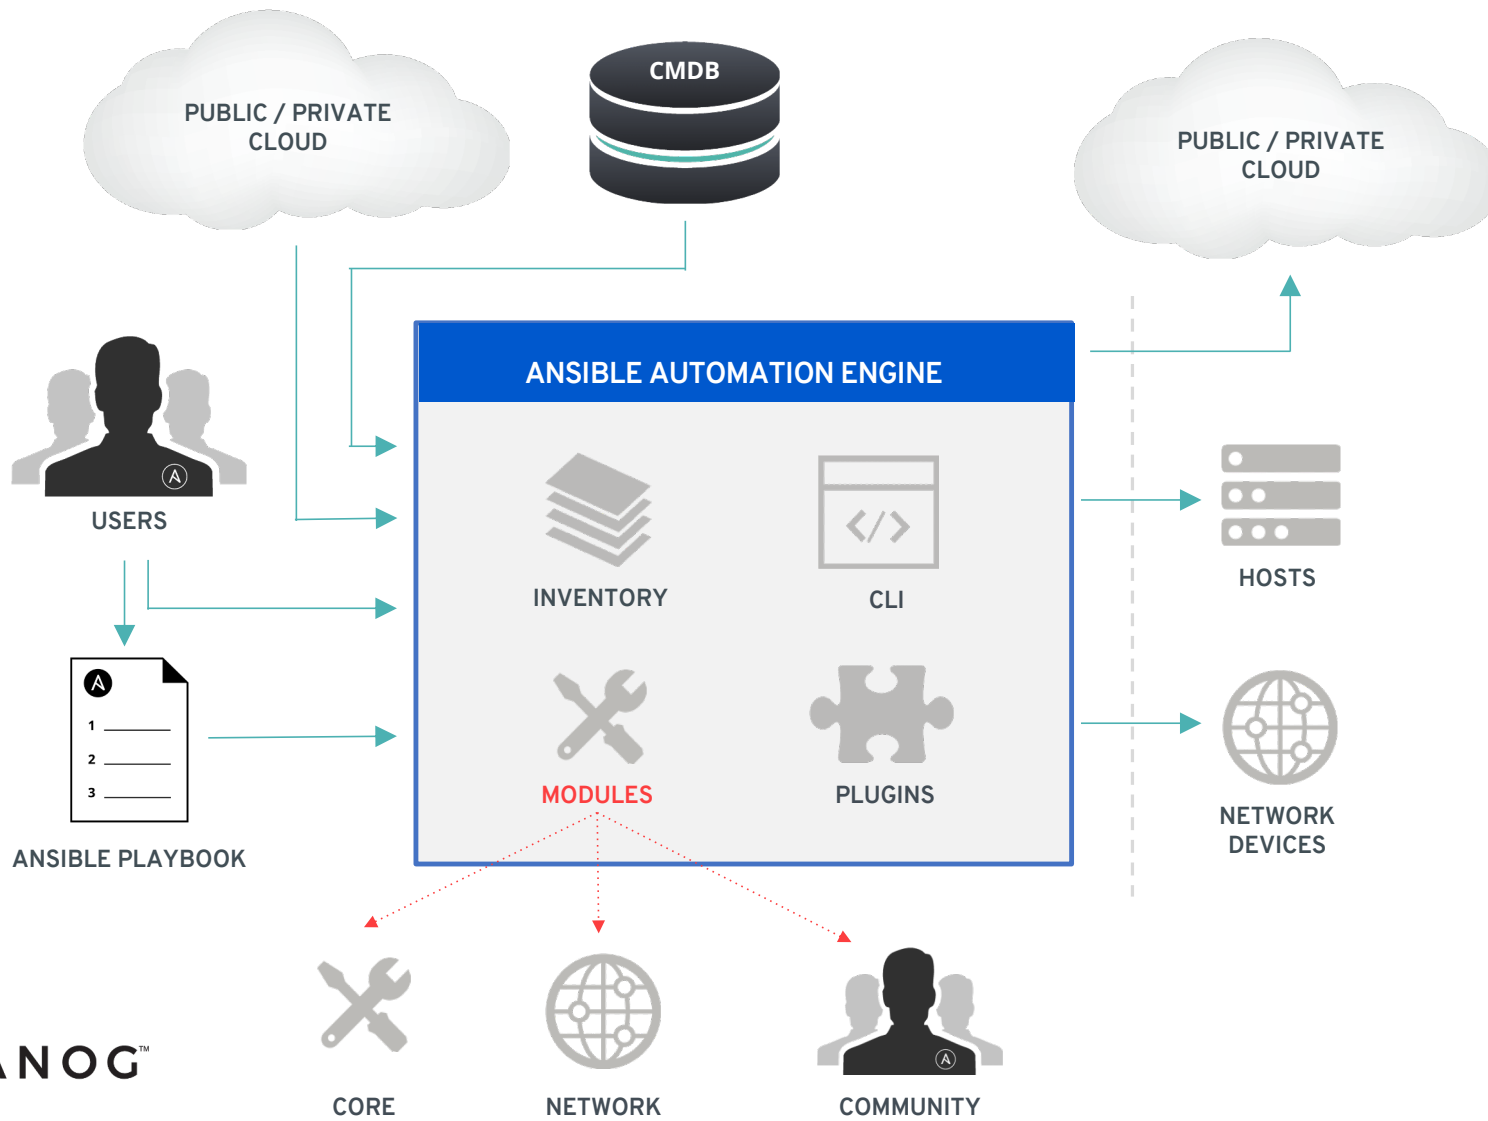 CMDB
PUBLIC / PRIVATE
CLOUD
PUBLIC / PRIVATE
CLOUD
ANSIBLE AUTOMATION ENGINE
USERS
INVENTORY
CLI
HOSTS
1
2
3
MODULES
PLUGINS
NETWORK
DEVICES
ANSIBLE PLAYBOOK
ANOG™
CORE
NETWORK
COMMUNITY